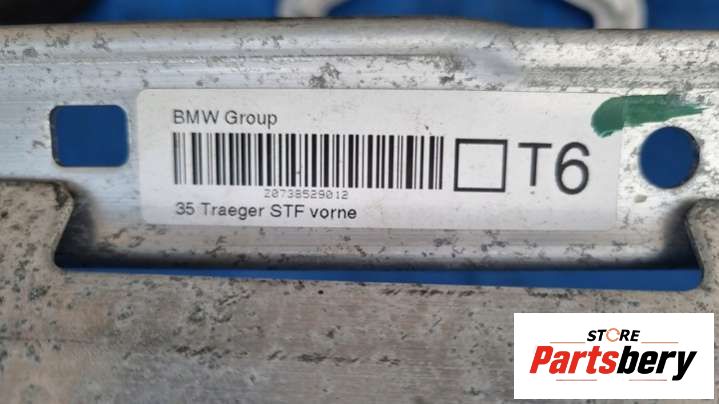 BMW Group
Z0738529012
T6
35 Traeger STF vorne
STORE
Partsbery